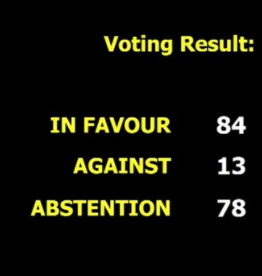 Voting Result:
IN FAVOUR 84
AGAINST 13
ABSTENTION 78